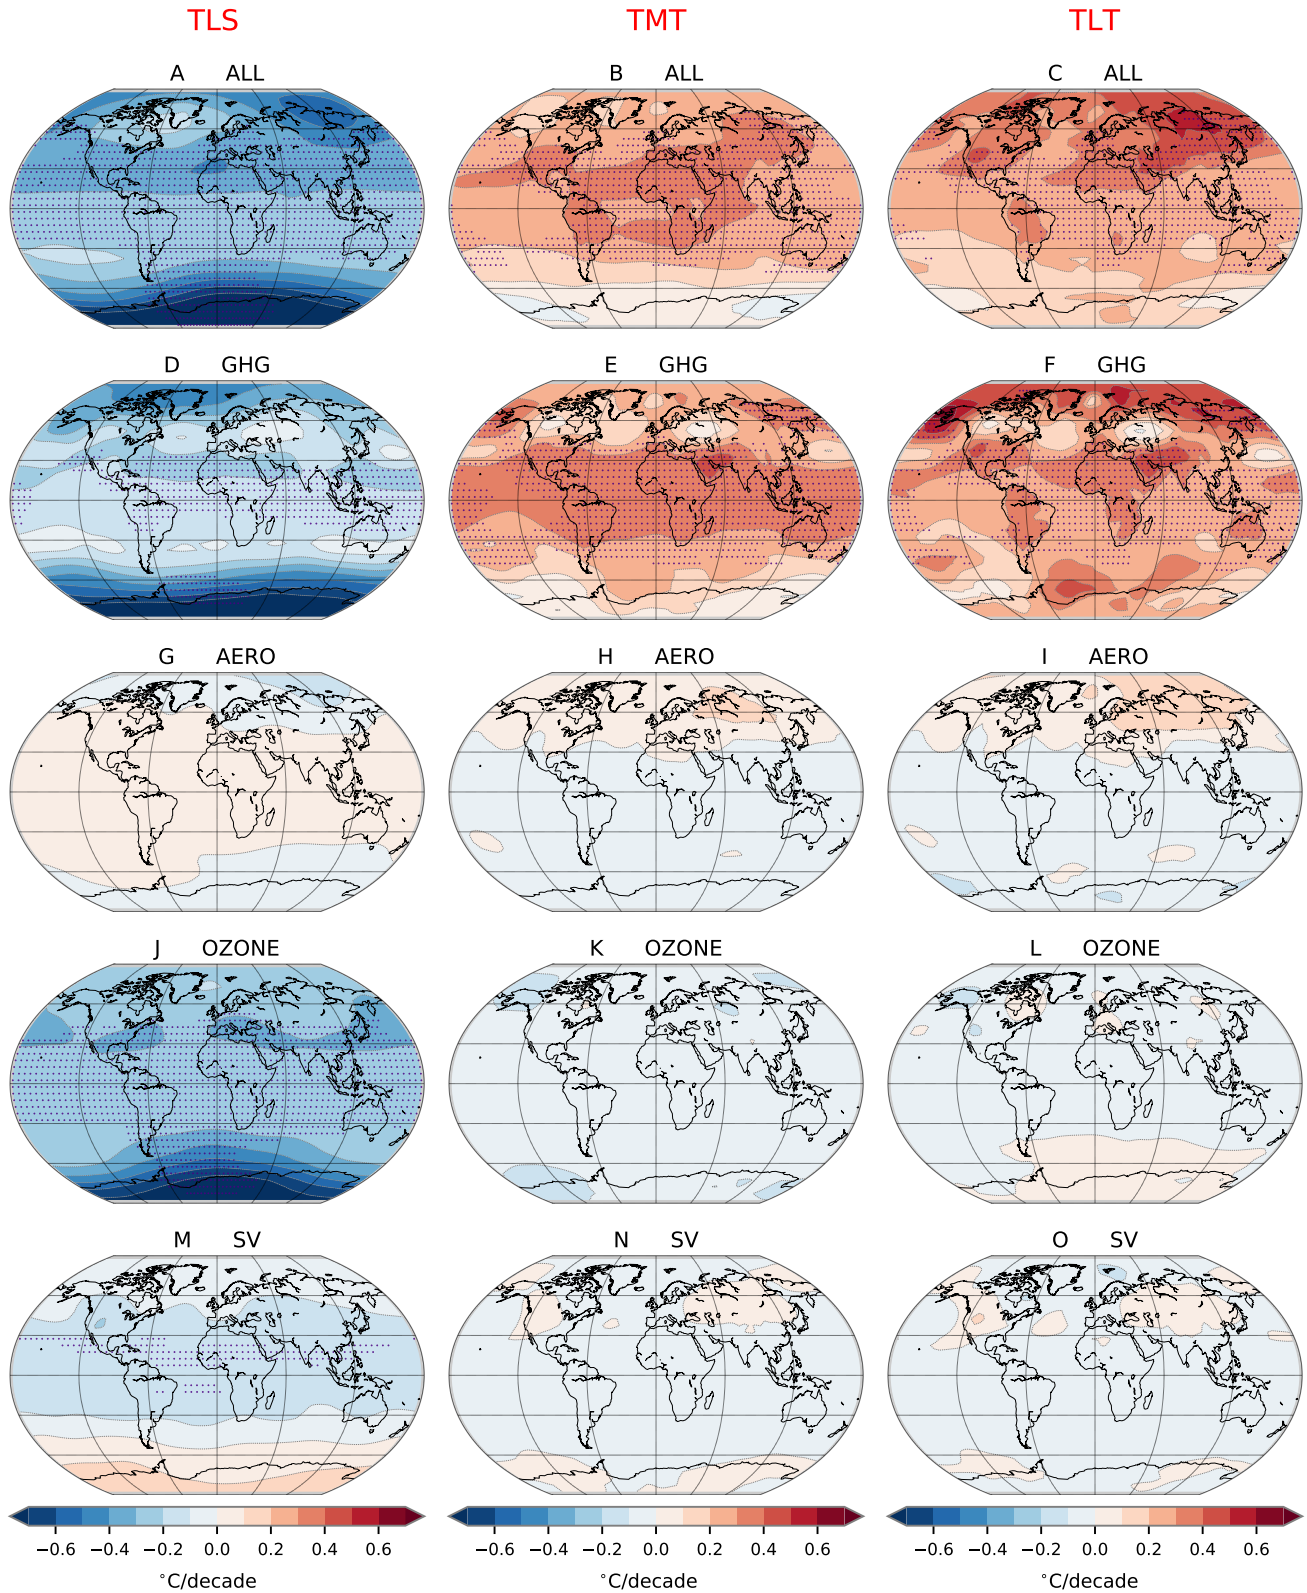 TLS TMT TLT
A ALL B ALL C ALL
D GHG E GHG F GHG
G AERO H AERO I AERO
J OZONE K OZONE L OZONE
M SV N SV O SV
−0.6 −0.4 −0.2 0.0 0.2 0.4 0.6 −0.6 −0.4 −0.2 0.0 0.2 0.4 0.6 −0.6 −0.4 −0.2 0.0 0.2 0.4 0.6
°C/decade °C/decade °C/decade